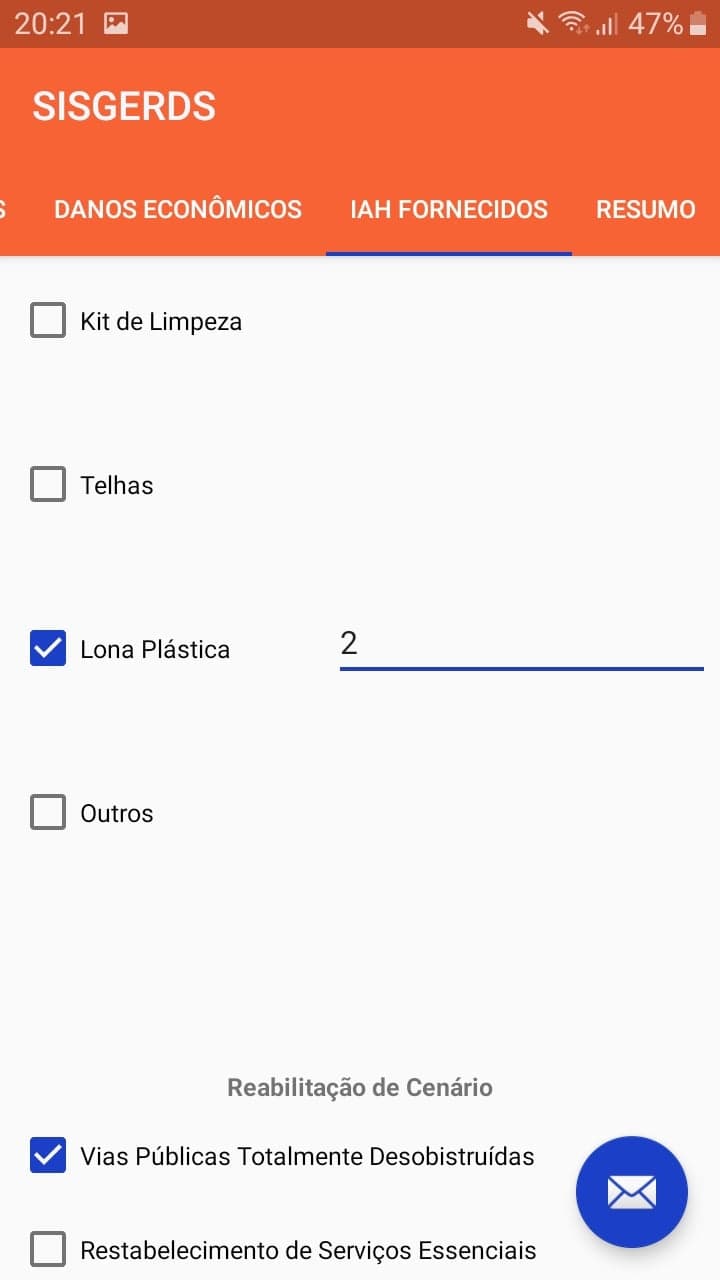 20:21 47%
SISGERDS
S DANOS ECONÔMICOS IAH FORNECIDOS RESUMO
Kit de Limpeza
Telhas
Lona Plástica 2
Outros
Reabilitação de Cenário
Vias Públicas Totalmente Desobistruídas
Restabelecimento de Serviços Essenciais